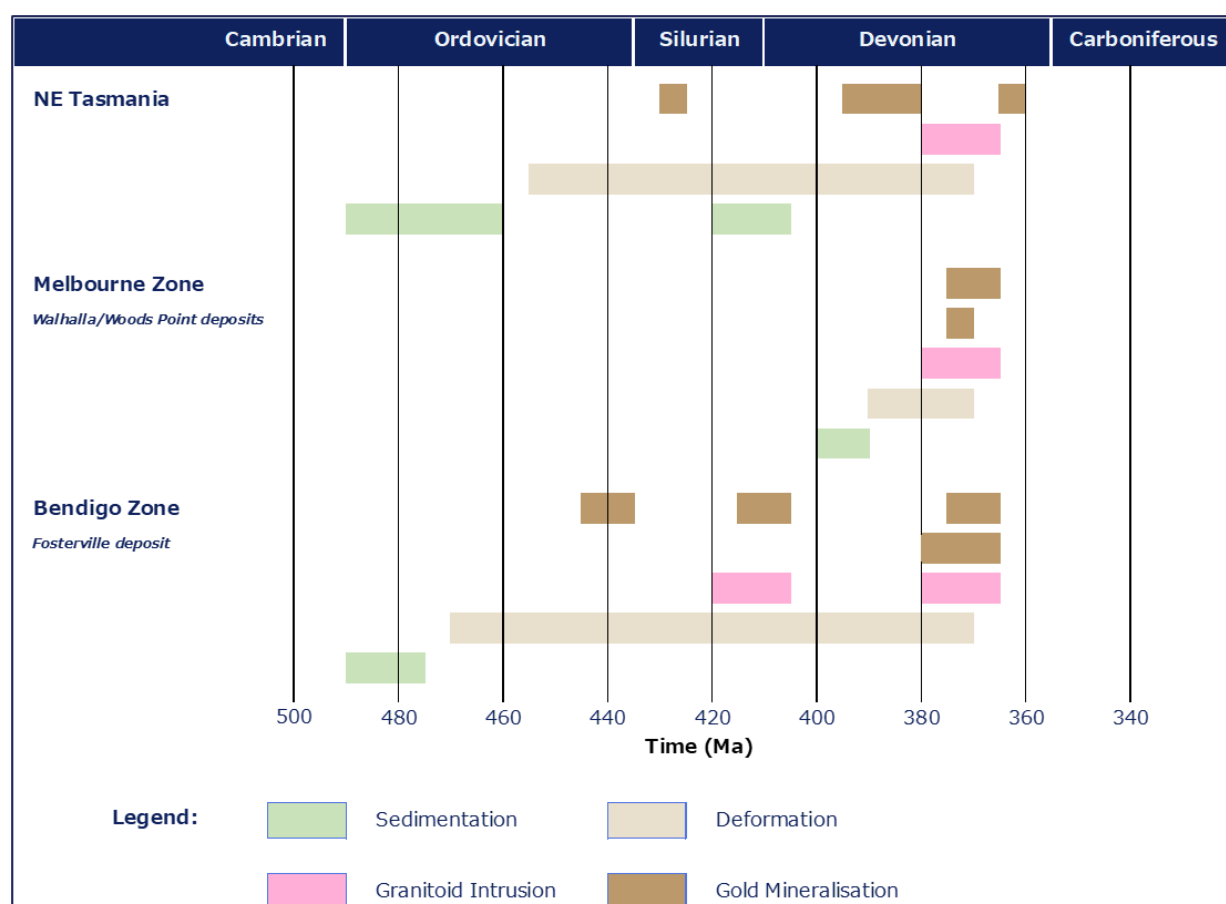 Cambrian Ordovician Silurian Devonian Carboniferous
NE Tasmania
Melbourne Zone
Walhalla/Woods Point deposits
Bendigo Zone
Fosterville deposit
500 480 460 440 420 400 380 360 340
Time (Ma)
Legend: Sedimentation Deformation
Granitoid Intrusion Gold Mineralisation